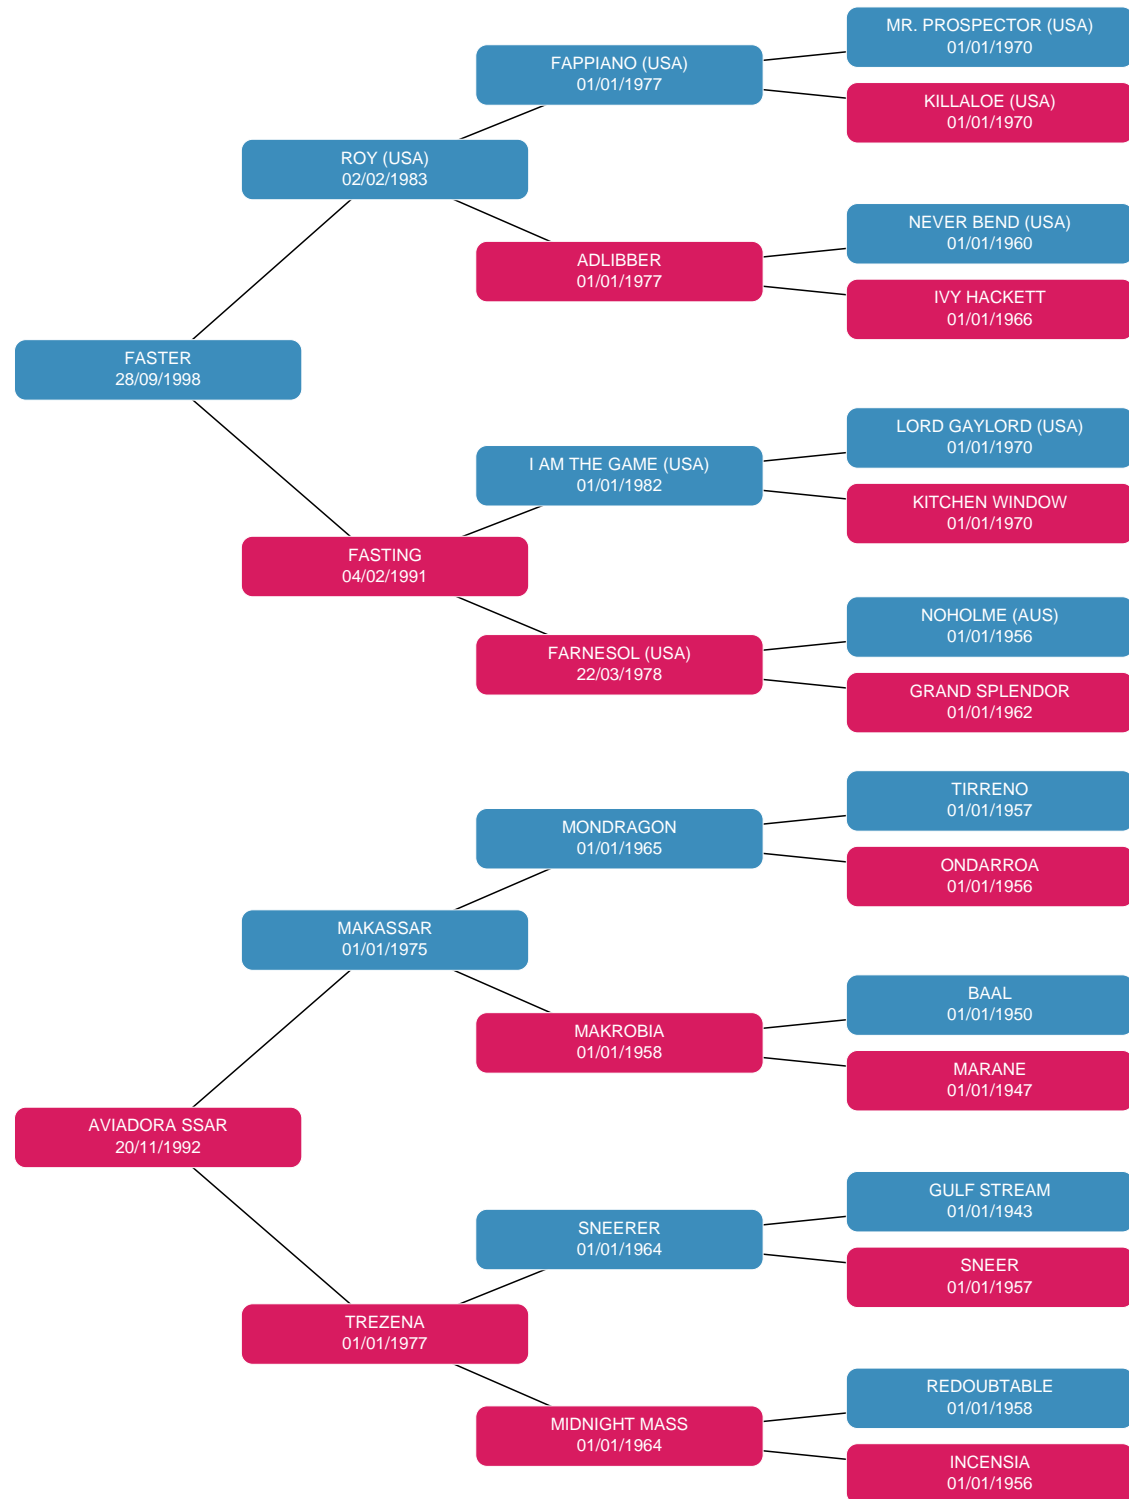 MR. PROSPECTOR (USA)
01/01/1970
FAPPIANO (USA)
01/01/1977
KILLALOE (USA)
01/01/1970
ROY (USA)
02/02/1983
NEVER BEND (USA)
01/01/1960
ADLIBBER
01/01/1977
IVY HACKETT
01/01/1966
FASTER
28/09/1998
LORD GAYLORD (USA)
01/01/1970
I AM THE GAME (USA)
01/01/1982
KITCHEN WINDOW
01/01/1970
FASTING
04/02/1991
NOHOLME (AUS)
01/01/1956
FARNESOL (USA)
22/03/1978
GRAND SPLENDOR
01/01/1962
TIRRENO
01/01/1957
MONDRAGON
01/01/1965
ONDARROA
01/01/1956
MAKASSAR
01/01/1975
BAAL
01/01/1950
MAKROBIA
01/01/1958
MARANE
01/01/1947
AVIADORA SSAR
20/11/1992
GULF STREAM
01/01/1943
SNEERER
01/01/1964
SNEER
01/01/1957
TREZENA
01/01/1977
REDOUBTABLE
01/01/1958
MIDNIGHT MASS
01/01/1964
INCENSIA
01/01/1956